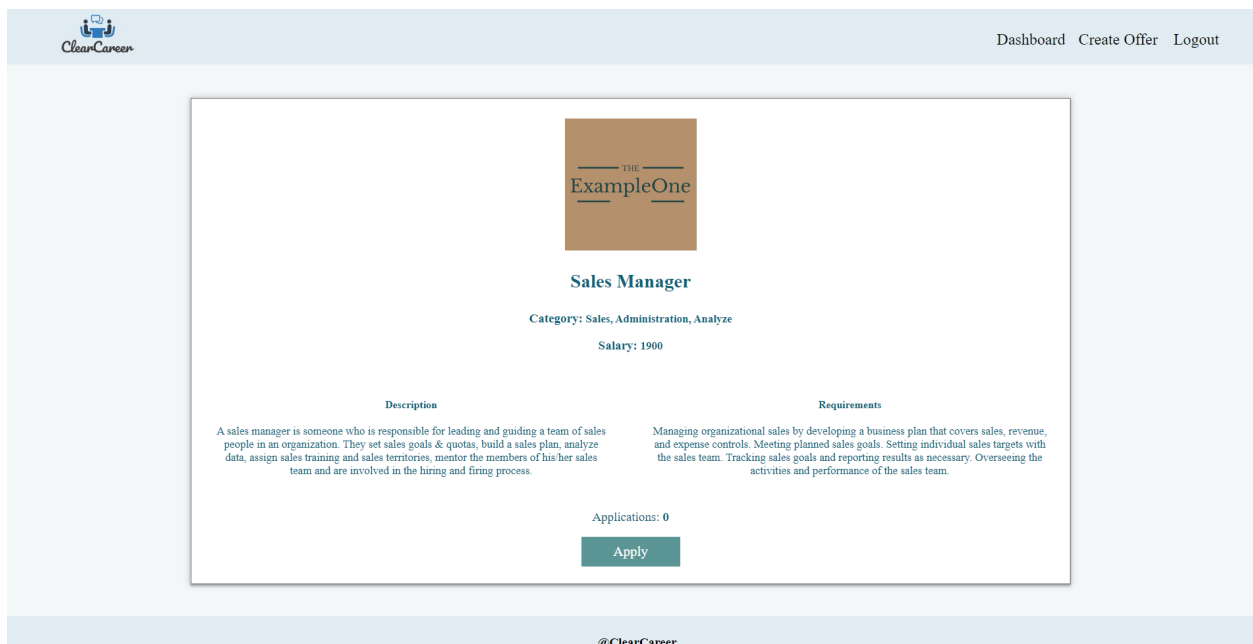 ClearCareer
Dashboard Create Offer Logout
THE
ExampleOne
Sales Manager
Category: Sales, Administration, Analyze
Salary: 1900
Description
A sales manager is someone who is responsible for leading and guiding a team of sales
people in an organization. They set sales goals & quotas, build a sales plan, analyze
data, assign sales training and sales territories, mentor the members of his/her sales
team and are involved in the hiring and firing process.
Requirements
Managing organizational sales by developing a business plan that covers sales, revenue,
and expense controls. Meeting planned sales goals. Setting individual sales targets with
the sales team. Tracking sales goals and reporting results as necessary. Overseeing the
activities and performance of the sales team.
Applications: 0
Apply
@ClearCareer